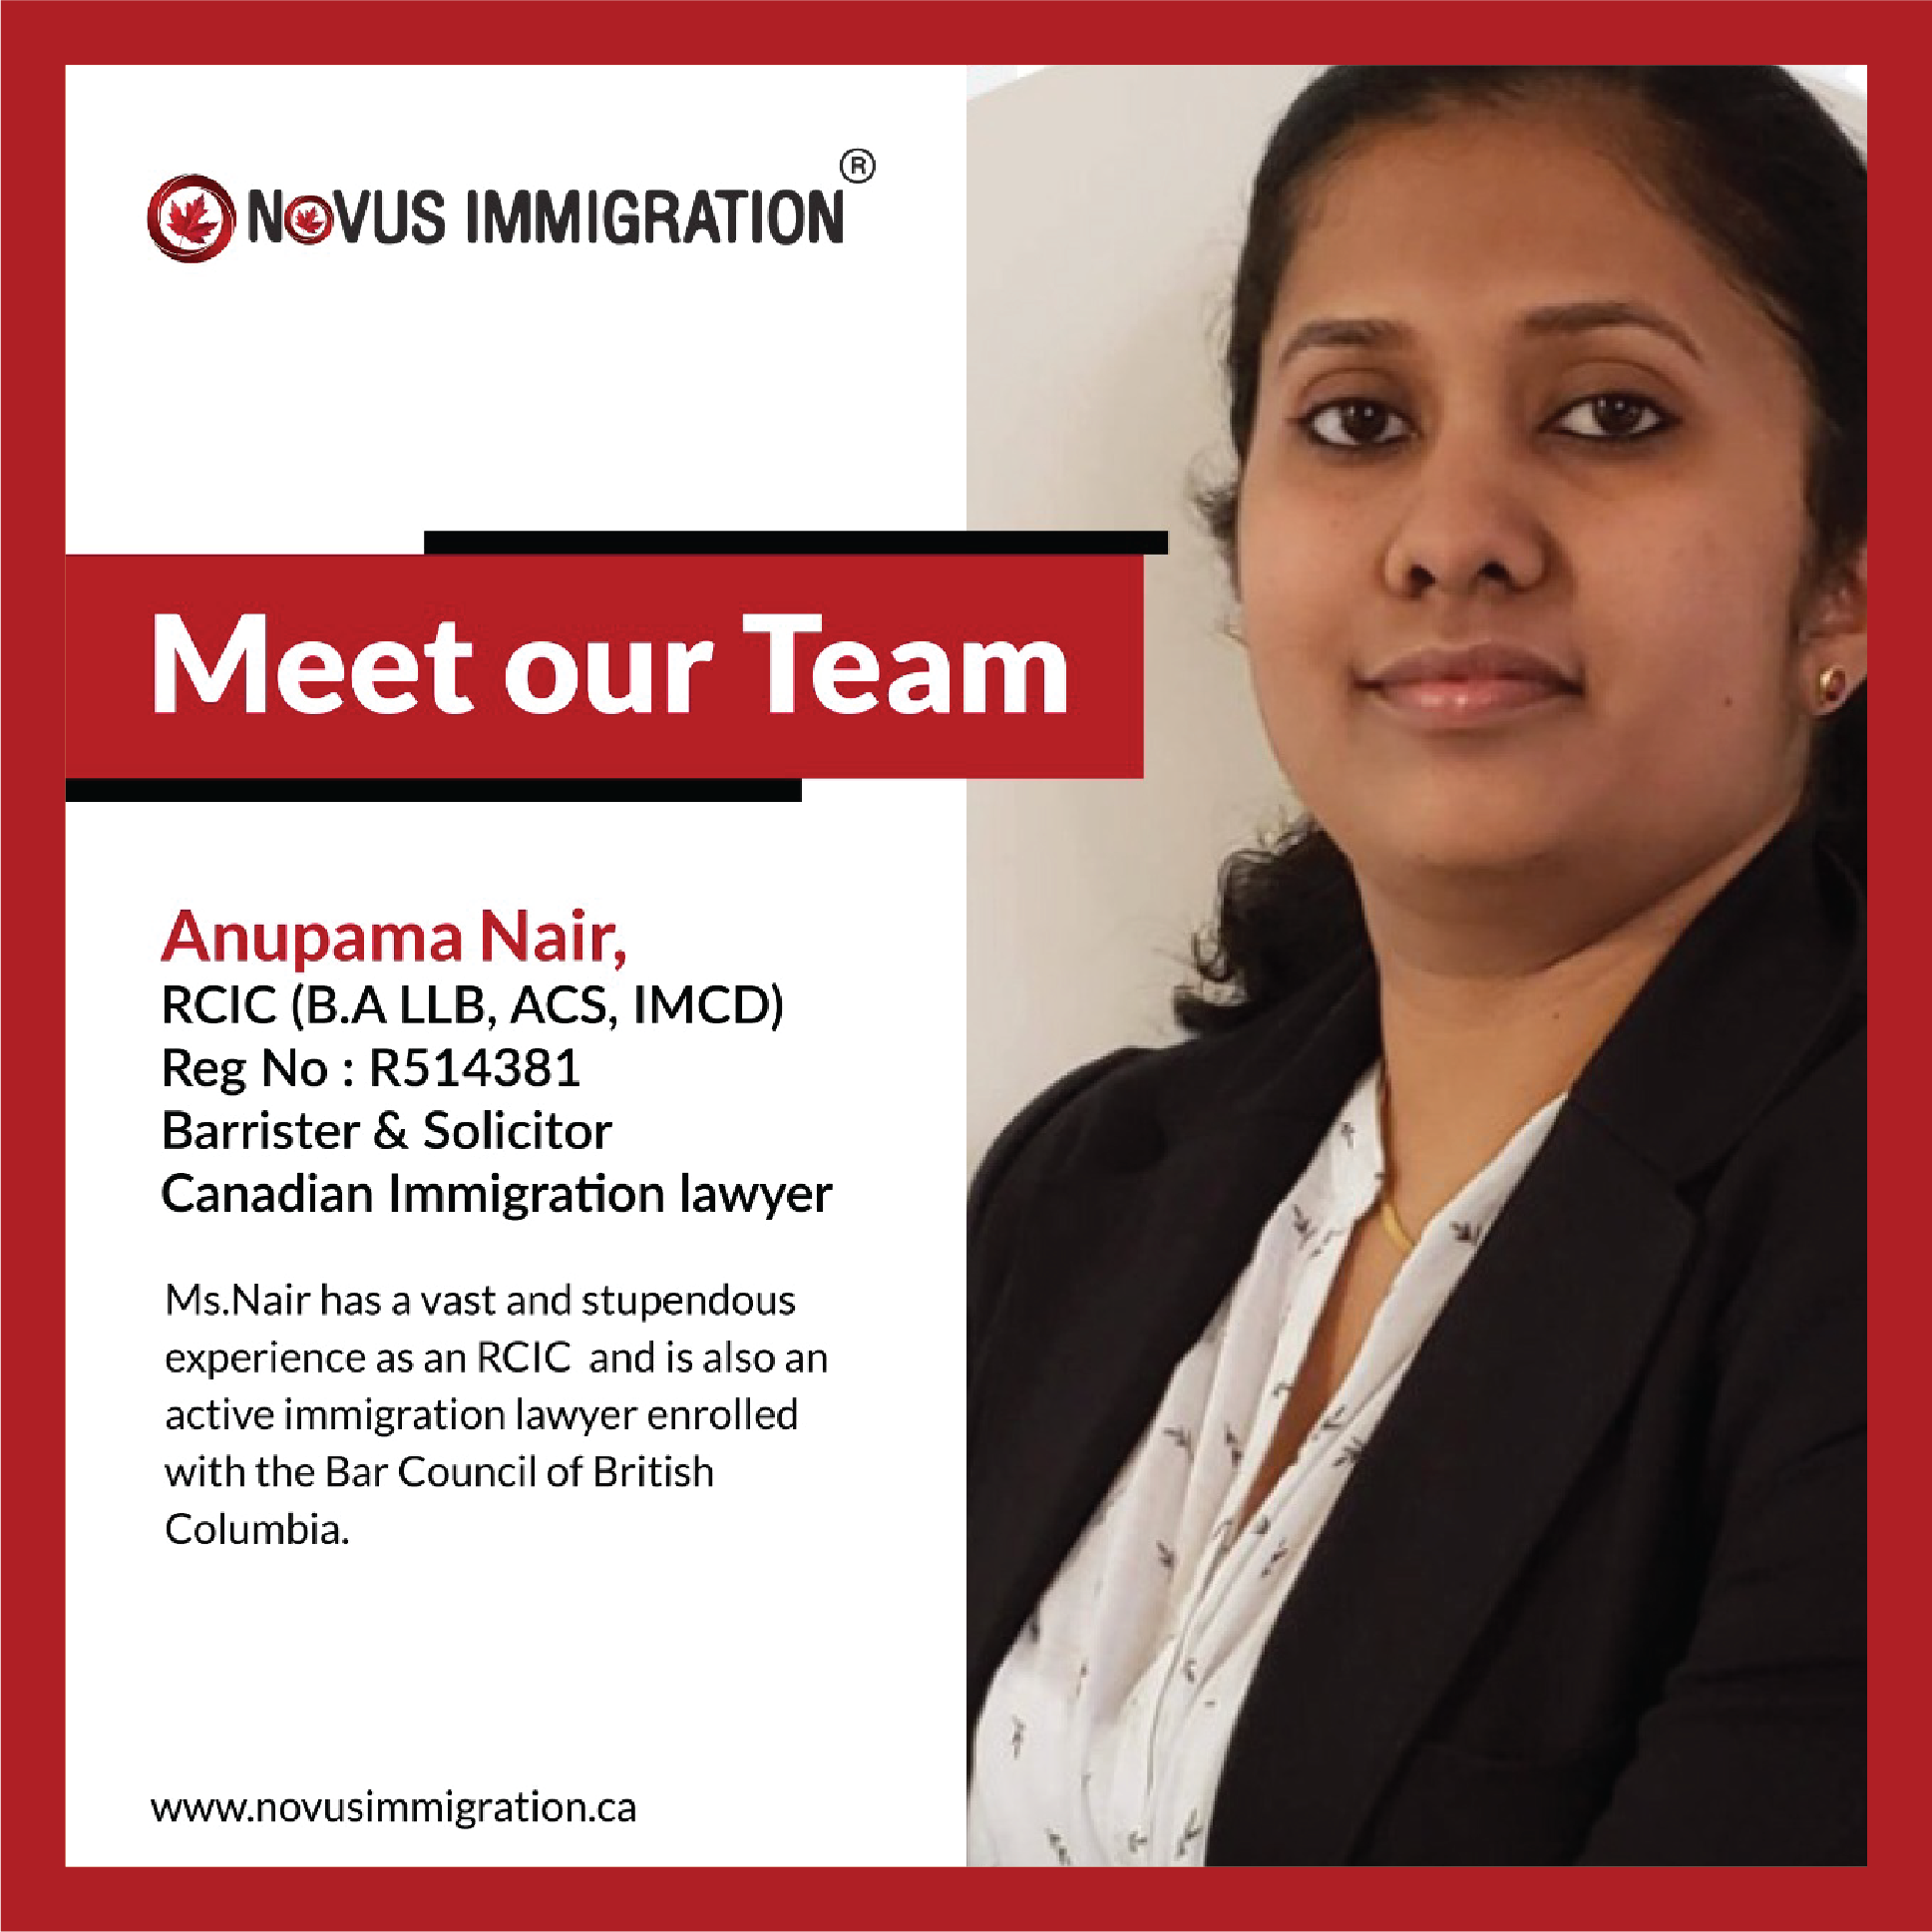 NOVUS IMMIGRATION®
Meet our Team
Anupama Nair,
RCIC (B.A LLB, ACS, IMCD)
Reg No : R514381
Barrister & Solicitor
Canadian Immigration lawyer
Ms.Nair has a vast and stupendous
experience as an RCIC and is also an
active immigration lawyer enrolled
with the Bar Council of British
Columbia.
www.novusimmigration.ca